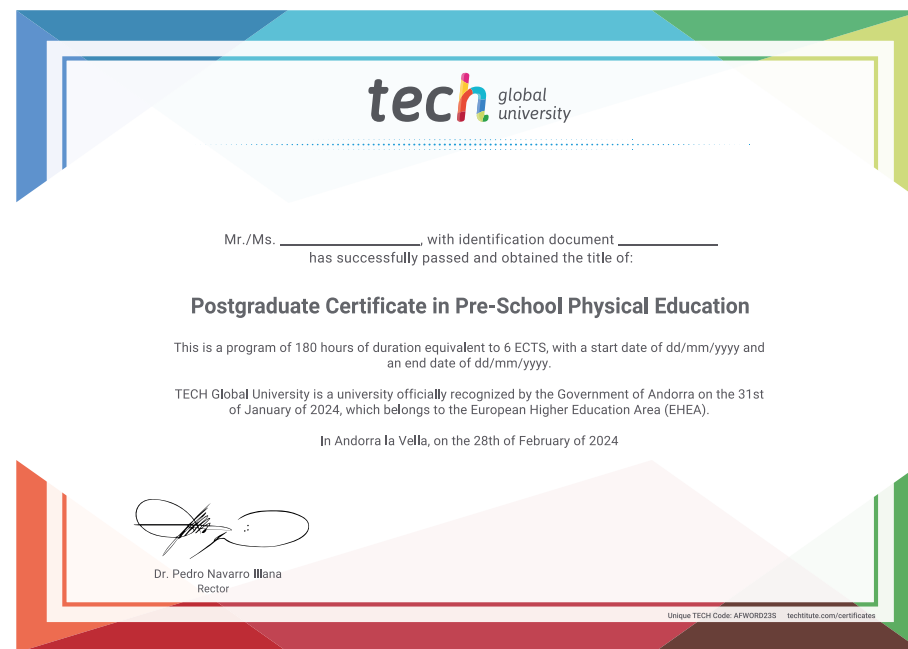 tech global university
Mr./Ms. ____________, with identification document ____________
has successfully passed and obtained the title of:
Postgraduate Certificate in Pre-School Physical Education
This is a program of 180 hours of duration equivalent to 6 ECTS, with a start date of dd/mm/yyyy and
an end date of dd/mm/yyyy.
TECH Global University is a university officially recognized by the Government of Andorra on the 31st
of January of 2024, which belongs to the European Higher Education Area (EHEA).
In Andorra la Vella, on the 28th of February of 2024
Dr. Pedro Navarro Illana
Rector
Unique TECH Code: AFWORD23S techtitute.com/certificates